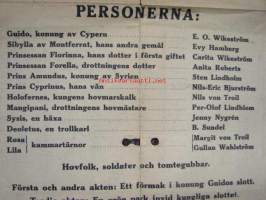 PERSONERNA:
Guido, konung av Cypern E. O. Wikeström
Sibylla av Montferrat, hans andra gemål Evy Hamberg
Prinsessan Florinna, hans dotter i första giftet Carita Wikeström
Prinsessan Forella, drottningens dotter Anita Roberts
Prins Amundus, konung av Syrien Sten Lindholm
Prins Cyprinus, hans vän Nils-Eric Bjurström
Holofernes, kungens hovmarskalk Nils von Troil
Mangipani, drottningens hovmästare Per-Olof Lindblom
Sysis, en häxa Jenny Nygrén
Deoletus, en trollkarl B. Sundel
Rosa kammartärnor Margit von Troil
Lila Gullan Wahlström
Hovfolk, soldater och tomtegubbar.
Första och andra akten: Ett förmak i konung Guidos slott.